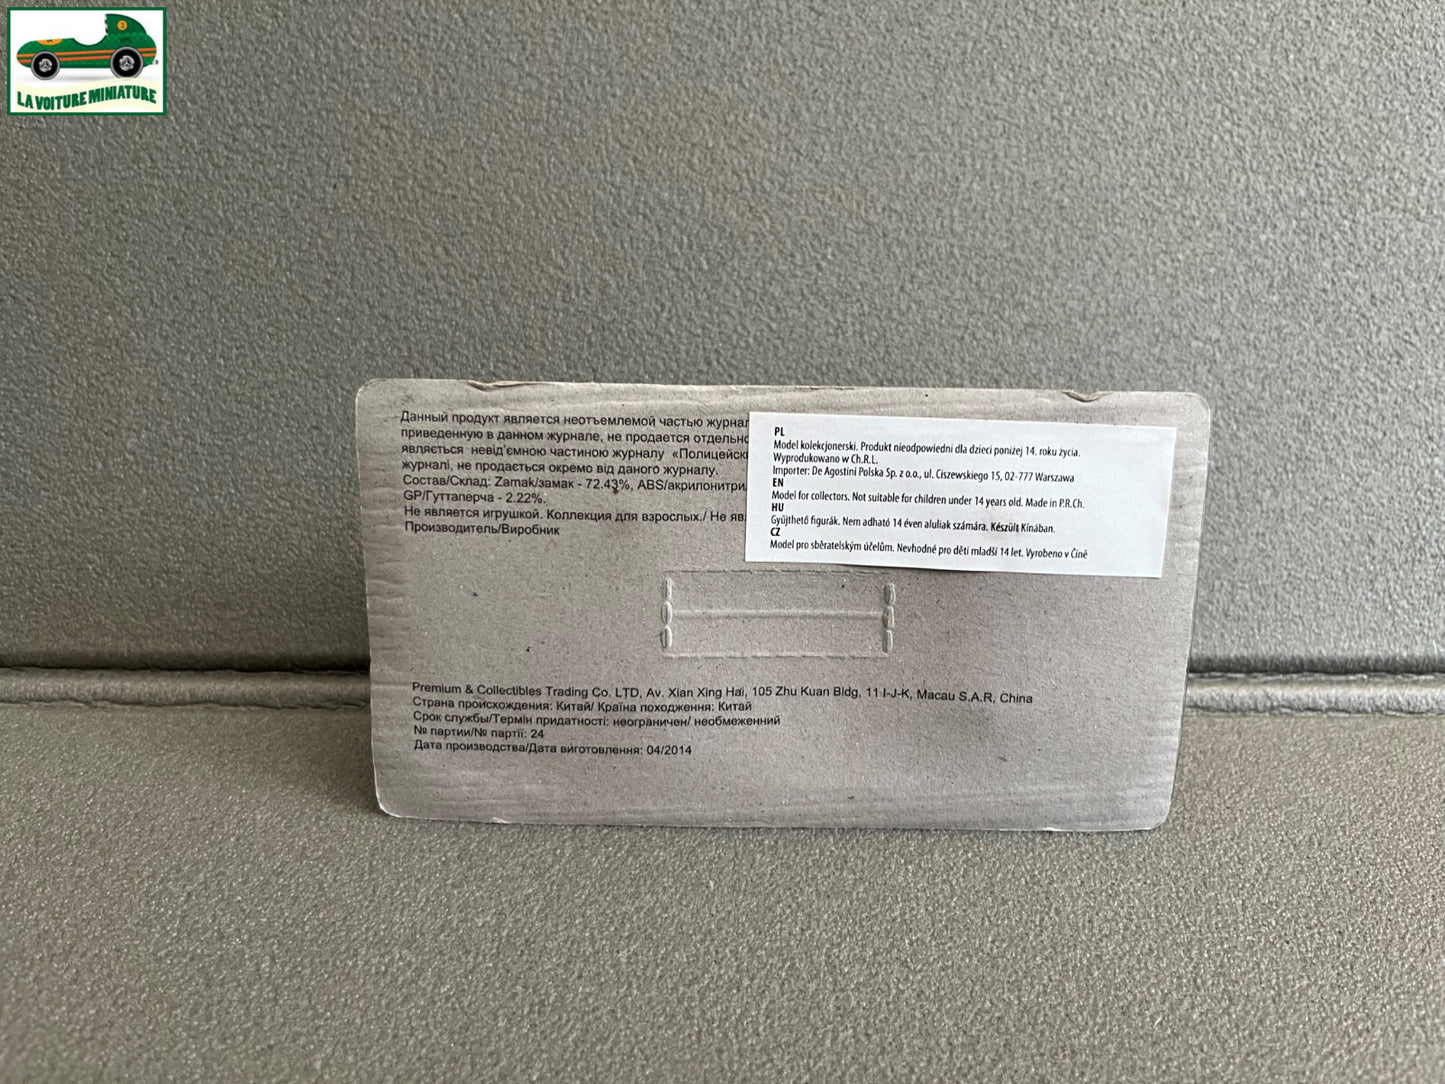 3
LA VOITURE MINIATURE
Данный продукт является неотъемлемой частью журнал
приведенную в данном журнале, не продается отдельно
является невід'ємною частиною журналу «Полицейски
журналі, не продається окремо від даного журналу.
Состав/Склад: Zamak/замак - 72.43%, ABS/акрилонитрил
GP/Гуттаперча - 2.22%.
Не является игрушкой. Коллекция для взрослых./ Не яв
Производитель/Виробник
PL
Model kolekcjonerski. Produkt nieodpowiedni dla dzieci poniżej 14. roku życia.
Wyprodukowano w Ch.R.L.
Importer: De Agostini Polska Sp. z o.o., ul. Ciszewskiego 15, 02-777 Warszawa
EN
Model for collectors. Not suitable for children under 14 years old. Made in P.R.Ch.
HU
Gyűjthető figurák. Nem adható 14 éven aluliak számára. Készült Kínában.
CZ
Model pro sběratelským účelům. Nevhodné pro děti mladší 14 let. Vyrobeno v Číně
Premium & Collectibles Trading Co. LTD, Av. Xian Xing Hai, 105 Zhu Kuan Bldg, 11 I-J-K, Macau S.A.R, China
Страна происхождения: Китай/ Країна походження: Китай
Срок службы/Термін придатності: неограничен/ необмеженний
№ партии/№ партії: 24
Дата производства/Дата виготовлення: 04/2014